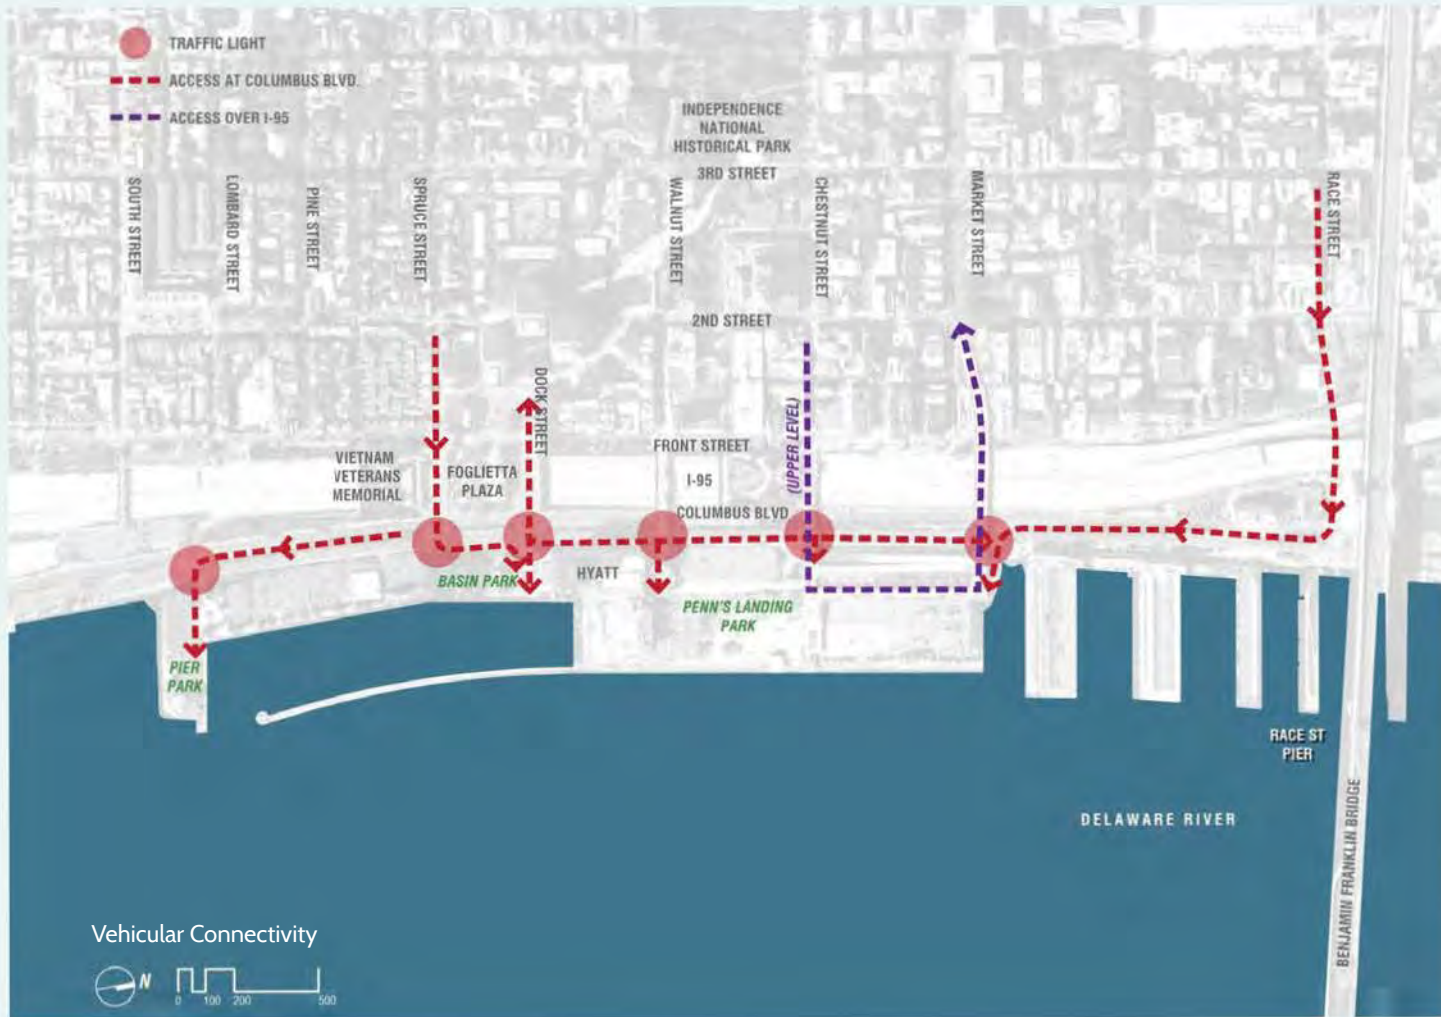 TRAFFIC LIGHT
ACCESS AT COLUMBUS BLVD.
ACCESS OVER I-95
INDEPENDENCE
NATIONAL
HISTORICAL PARK
3RD STREET
SOUTH STREET
LOMBARD STREET
PINE STREET
SPRUCE STREET
WALNUT STREET
CHESTNUT STREET
MARKET STREET
RACE STREET
2ND STREET
DOCK STREET
(UPPER LEVEL)
FRONT STREET
VIETNAM
VETERANS
MEMORIAL
FOGLIETTA
PLAZA
I-95
COLUMBUS BLVD
BASIN PARK
HYATT
PENN'S LANDING
PARK
PIER
PARK
RACE ST
PIER
DELAWARE RIVER
BENJAMIN FRANKLIN BRIDGE
Vehicular Connectivity
N
0 100 200 500